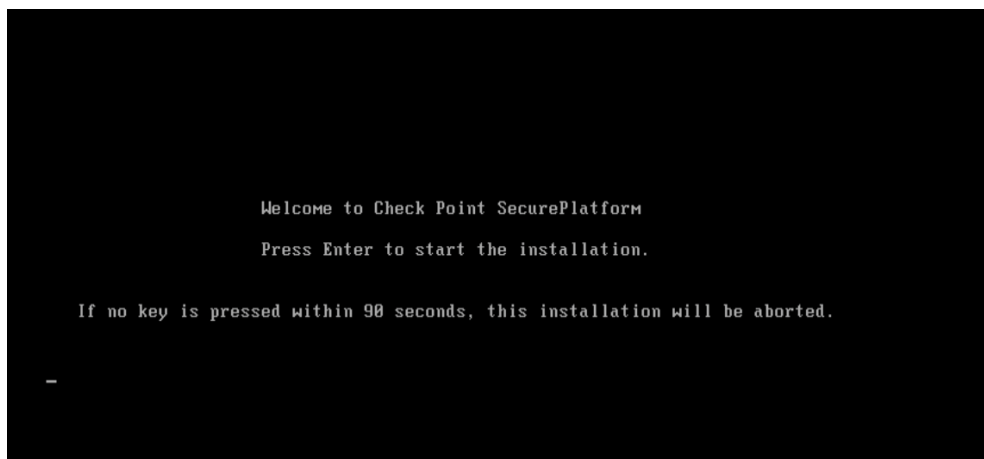 Welcome to Check Point SecurePlatform
Press Enter to start the installation.
If no key is pressed within 90 seconds, this installation will be aborted.